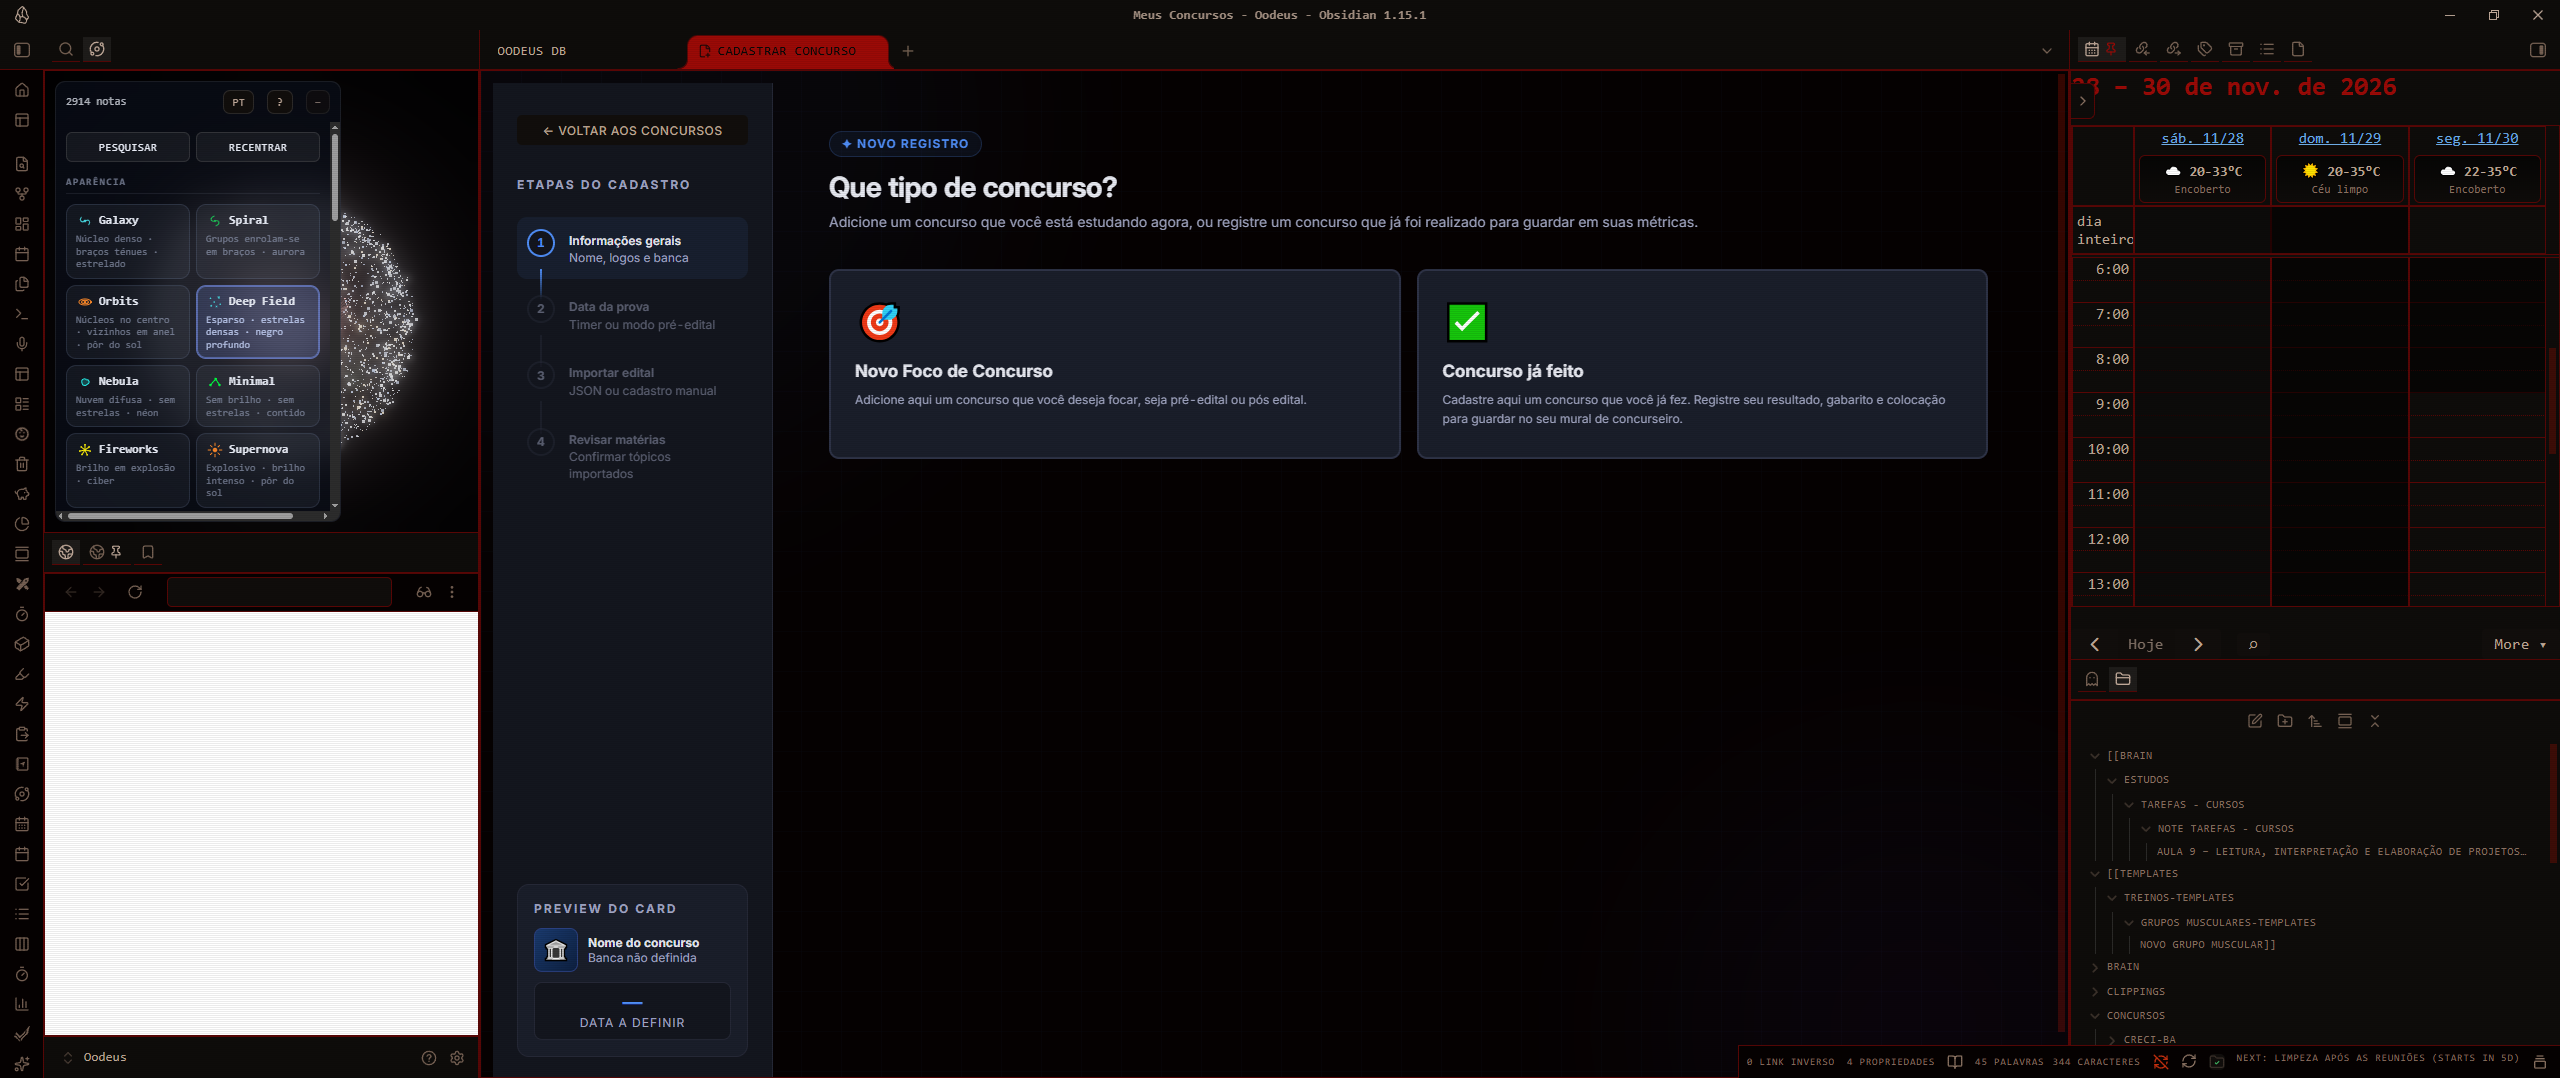 Meus Concursos - Oodeus - Obsidian 1.15.1
OODEUS DB
CADASTRAR CONCURSO
2914 notas
PT
?
PESQUISAR
RECENTRAR
APARÊNCIA
Galaxy
Núcleo denso ·
braços ténues ·
estrelado
Spiral
Grupos enrolam-se
em braços · aurora
Orbits
Núcleos no centro
· vizinhos em anel
· pôr do sol
Deep Field
Esparso · estrelas
densas · negro
profundo
Nebula
Nuvem difusa · sem
estrelas · néon
Minimal
Sem brilho · sem
estrelas · contido
Fireworks
Brilho em explosão
· ciber
Supernova
Explosivo · brilho
intenso · pôr do
sol
Oodeus
← VOLTAR AOS CONCURSOS
ETAPAS DO CADASTRO
1
Informações gerais
Nome, logos e banca
2
Data da prova
Timer ou modo pré-edital
3
Importar edital
JSON ou cadastro manual
4
Revisar matérias
Confirmar tópicos
importados
PREVIEW DO CARD
Nome do concurso
Banca não definida
—
DATA A DEFINIR
✦ NOVO REGISTRO
Que tipo de concurso?
Adicione um concurso que você está estudando agora, ou registre um concurso que já foi realizado para guardar em suas métricas.
Novo Foco de Concurso
Adicione aqui um concurso que você deseja focar, seja pré-edital ou pós edital.
Concurso já feito
Cadastre aqui um concurso que você já fez. Registre seu resultado, gabarito e colocação
para guardar no seu mural de concurseiro.
28 – 30 de nov. de 2026
sáb. 11/28
dom. 11/29
seg. 11/30
20-33ºC
Encoberto
20-35ºC
Céu limpo
22-35ºC
Encoberto
dia
inteiro
6:00
7:00
8:00
9:00
10:00
11:00
12:00
13:00
Hoje
More ▾
[[BRAIN
ESTUDOS
TAREFAS - CURSOS
NOTE TAREFAS - CURSOS
AULA 9 – LEITURA, INTERPRETAÇÃO E ELABORAÇÃO DE PROJETOS…
[[TEMPLATES
TREINOS-TEMPLATES
GRUPOS MUSCULARES-TEMPLATES
NOVO GRUPO MUSCULAR]]
BRAIN
CLIPPINGS
CONCURSOS
CRECI-BA
0 LINK INVERSO
4 PROPRIEDADES
45 PALAVRAS
344 CARACTERES
NEXT: LIMPEZA APÓS AS REUNIÕES (STARTS IN 5D)